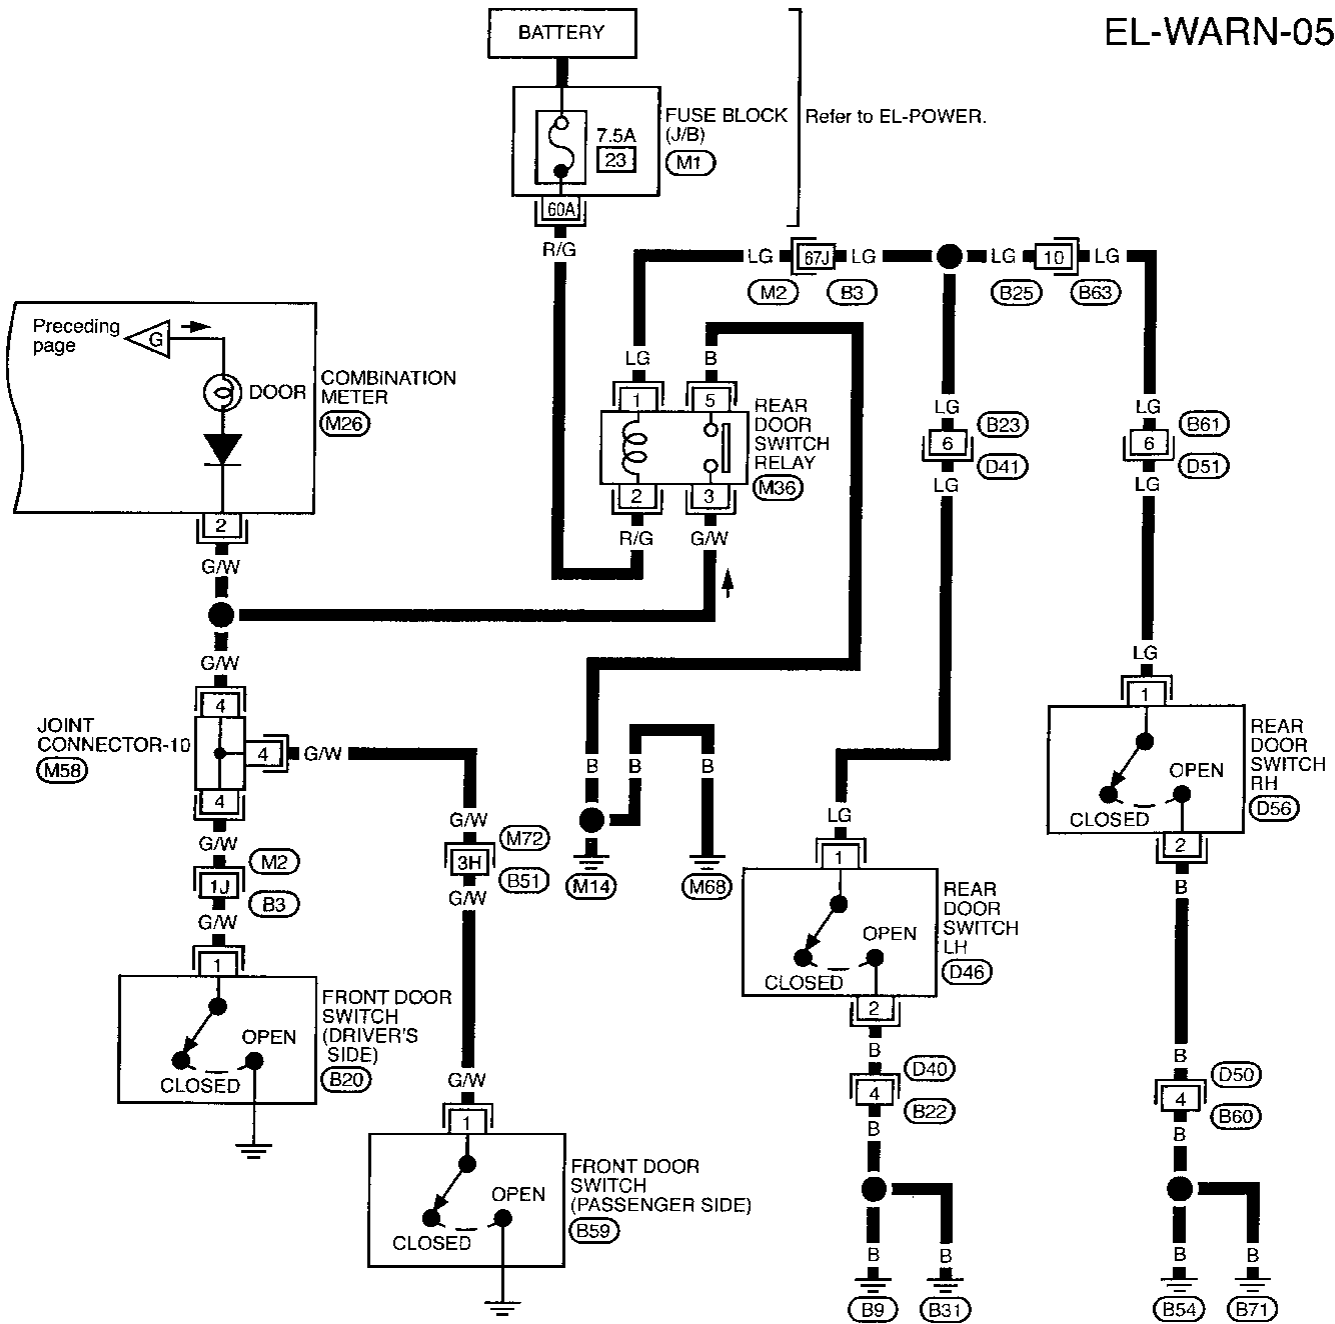 EL-WARN-05
BATTERY
FUSE BLOCK
(J/B)
M1
7.5A
23
60A
Refer to EL-POWER.
R/G
LG
67J
LG
M2
B3
LG
10
LG
B25
B63
Preceding
page
G
DOOR
COMBINATION
METER
M26
2
G/W
LG
B
1
5
REAR
DOOR
SWITCH
RELAY
M36
2
3
R/G
G/W
LG
6
B23
D41
LG
LG
6
B61
D51
LG
G/W
4
JOINT
CONNECTOR-10
M58
4
G/W
4
G/W
1J
M2
B3
G/W
1
FRONT DOOR
SWITCH
(DRIVER'S
SIDE)
B20
OPEN
CLOSED
G/W
3H
M72
B51
G/W
G/W
1
FRONT DOOR
SWITCH
(PASSENGER SIDE)
B59
OPEN
CLOSED
B
B
B
M14
M68
LG
1
REAR
DOOR
SWITCH
LH
D46
OPEN
CLOSED
2
B
4
D40
B22
B
B
B
B9
B31
LG
1
REAR
DOOR
SWITCH
RH
D56
OPEN
CLOSED
2
B
B
4
D50
B60
B
B
B
B54
B71